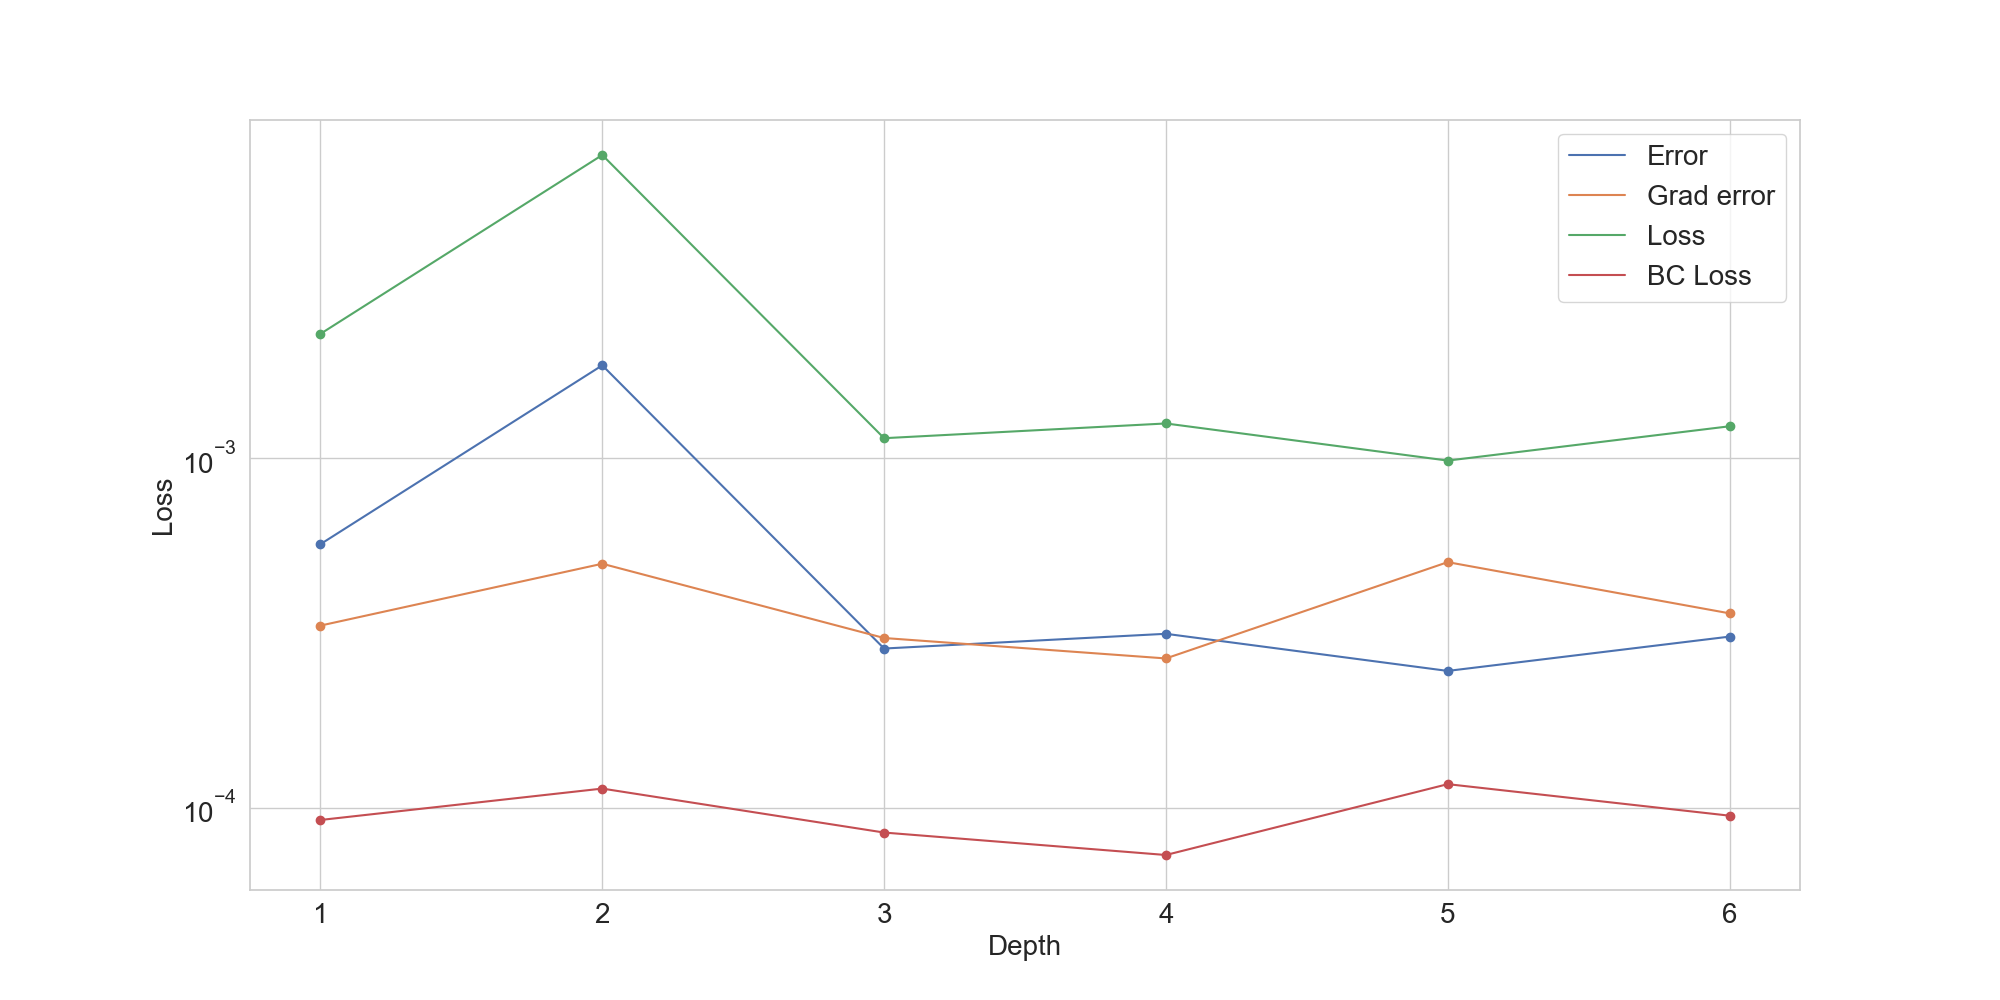 Error
Grad error
Loss
BC Loss
10⁻³
10⁻⁴
Loss
1 2 3 4 5 6
Depth